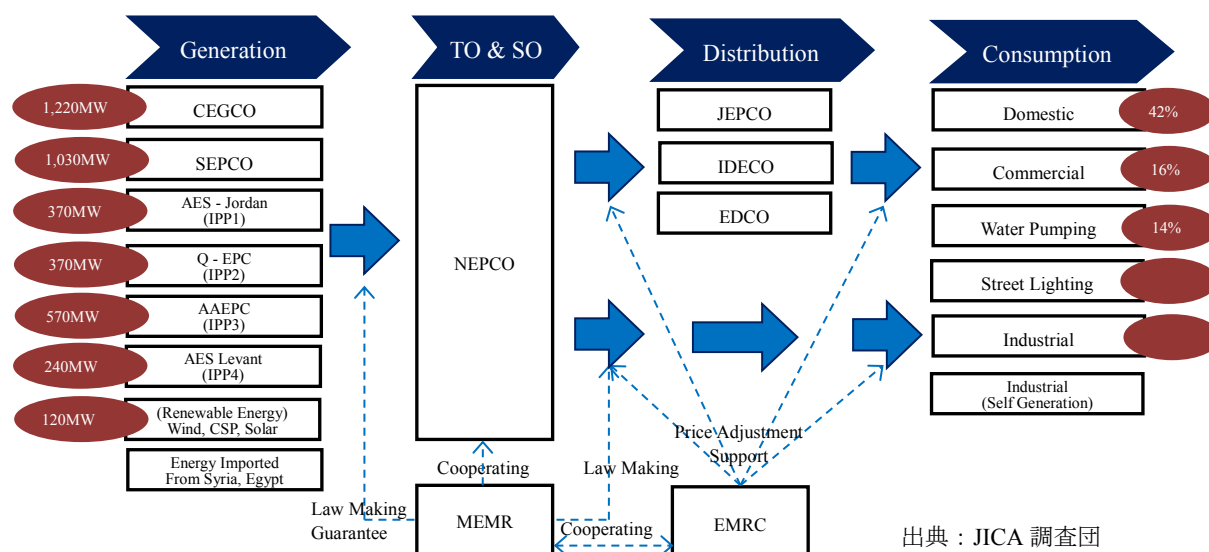 Generation
TO & SO
Distribution
Consumption
1,220MW
CEGCO
1,030MW
SEPCO
370MW
AES - Jordan
(IPP1)
370MW
Q - EPC
(IPP2)
570MW
AAEPC
(IPP3)
240MW
AES Levant
(IPP4)
120MW
(Renewable Energy)
Wind, CSP, Solar
Energy Imported
From Syria, Egypt
NEPCO
JEPCO
IDECO
EDCO
Domestic
42%
Commercial
16%
Water Pumping
14%
Street Lighting
Industrial
Industrial
(Self Generation)
Price Adjustment
Support
Cooperating
Law Making
Law Making
Guarantee
MEMR
Cooperating
EMRC
出典：JICA 調査団